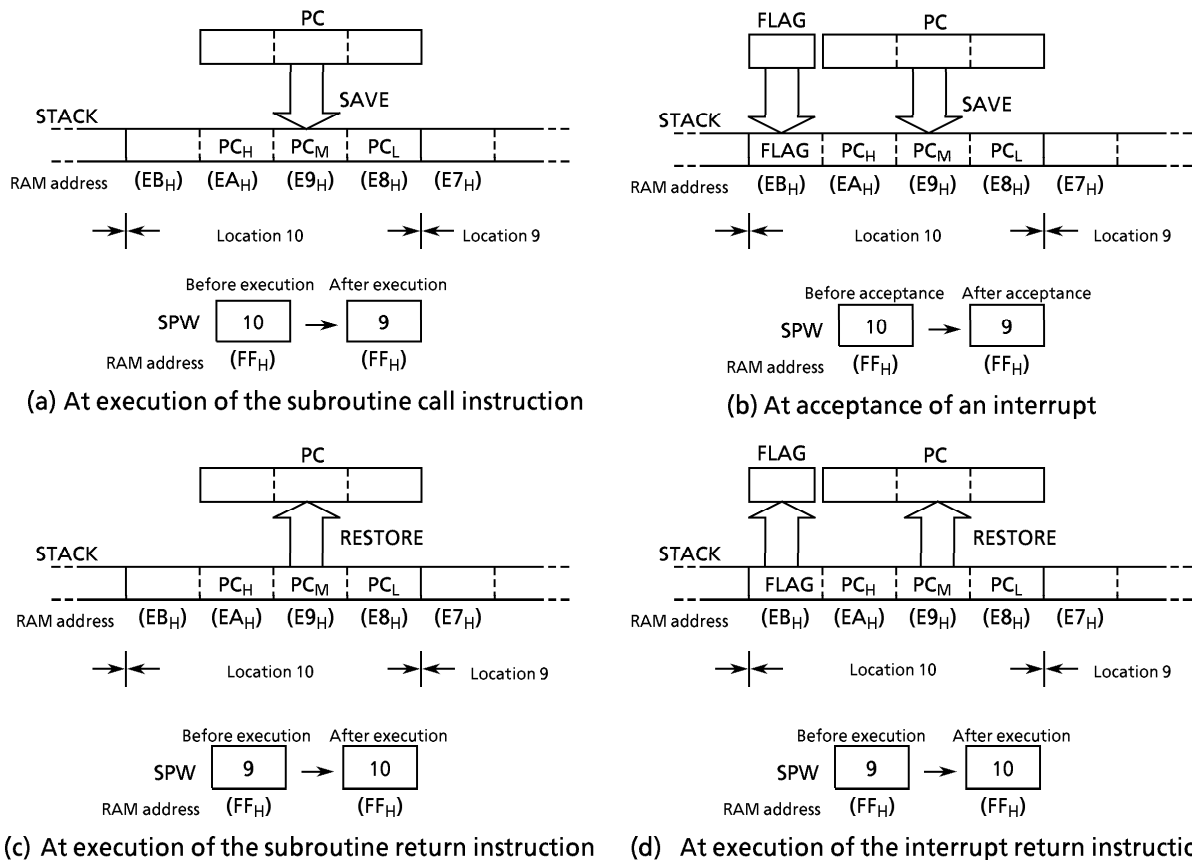 PC
SAVE
STACK
PCH PCM PCL
RAM address (EBH) (EAH) (E9H) (E8H) (E7H)
Location 10 Location 9
Before execution After execution
SPW 10 9
RAM address (FFH) (FFH)
(a) At execution of the subroutine call instruction
FLAG PC
SAVE
STACK
FLAG PCH PCM PCL
RAM address (EBH) (EAH) (E9H) (E8H) (E7H)
Location 10 Location 9
Before acceptance After acceptance
SPW 10 9
RAM address (FFH) (FFH)
(b) At acceptance of an interrupt
PC
RESTORE
STACK
PCH PCM PCL
RAM address (EBH) (EAH) (E9H) (E8H) (E7H)
Location 10 Location 9
Before execution After execution
SPW 9 10
RAM address (FFH) (FFH)
(c) At execution of the subroutine return instruction
FLAG PC
RESTORE
STACK
FLAG PCH PCM PCL
RAM address (EBH) (EAH) (E9H) (E8H) (E7H)
Location 10 Location 9
Before execution After execution
SPW 9 10
RAM address (FFH) (FFH)
(d) At execution of the interrupt return instructio